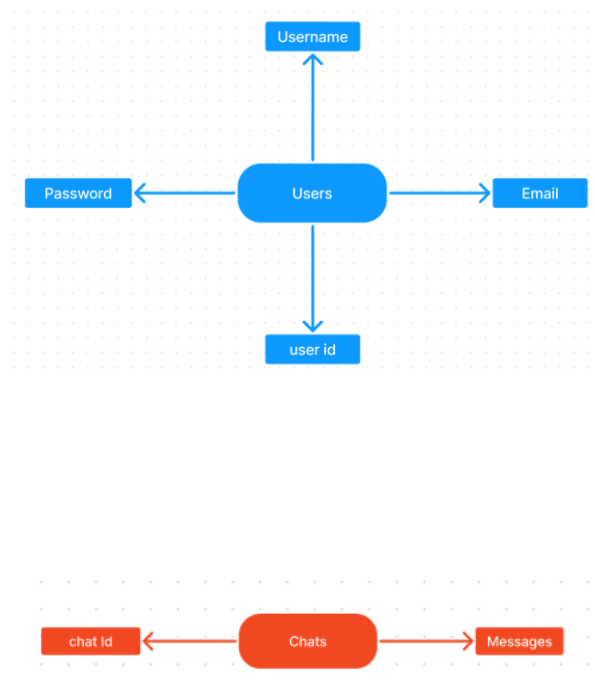 Username
Password
Users
Email
user id
chat Id
Chats
Messages